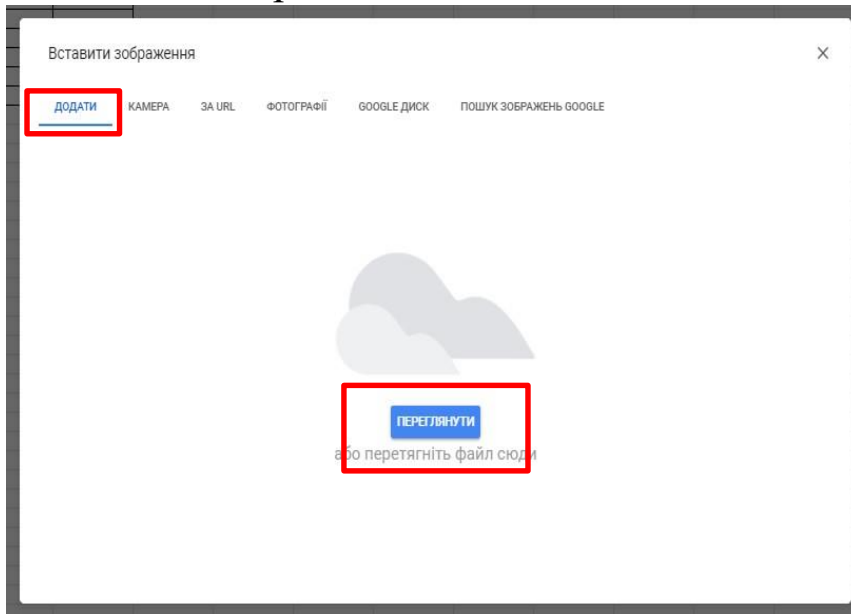 Вставити зображення
ДОДАТИ КАМЕРА ЗА URL ФОТОГРАФІЇ GOOGLE ДИСК ПОШУК ЗОБРАЖЕНЬ GOOGLE
ПЕРЕГЛЯНУТИ
або перетягніть файл сюди